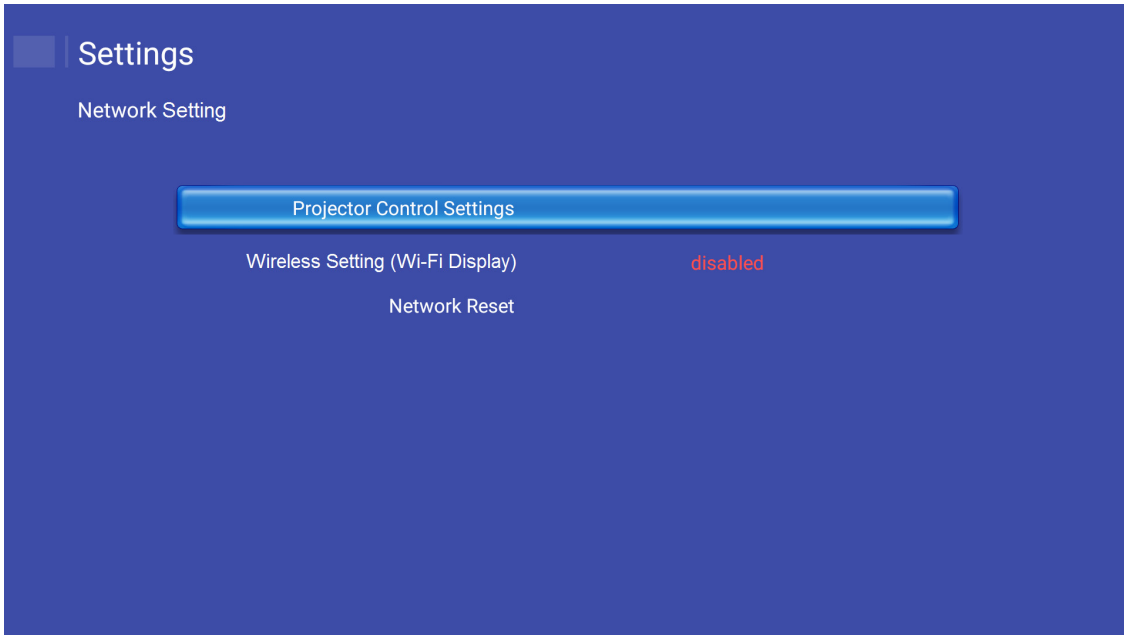 Settings
Network Setting
Projector Control Settings
Wireless Setting (Wi-Fi Display) disabled
Network Reset